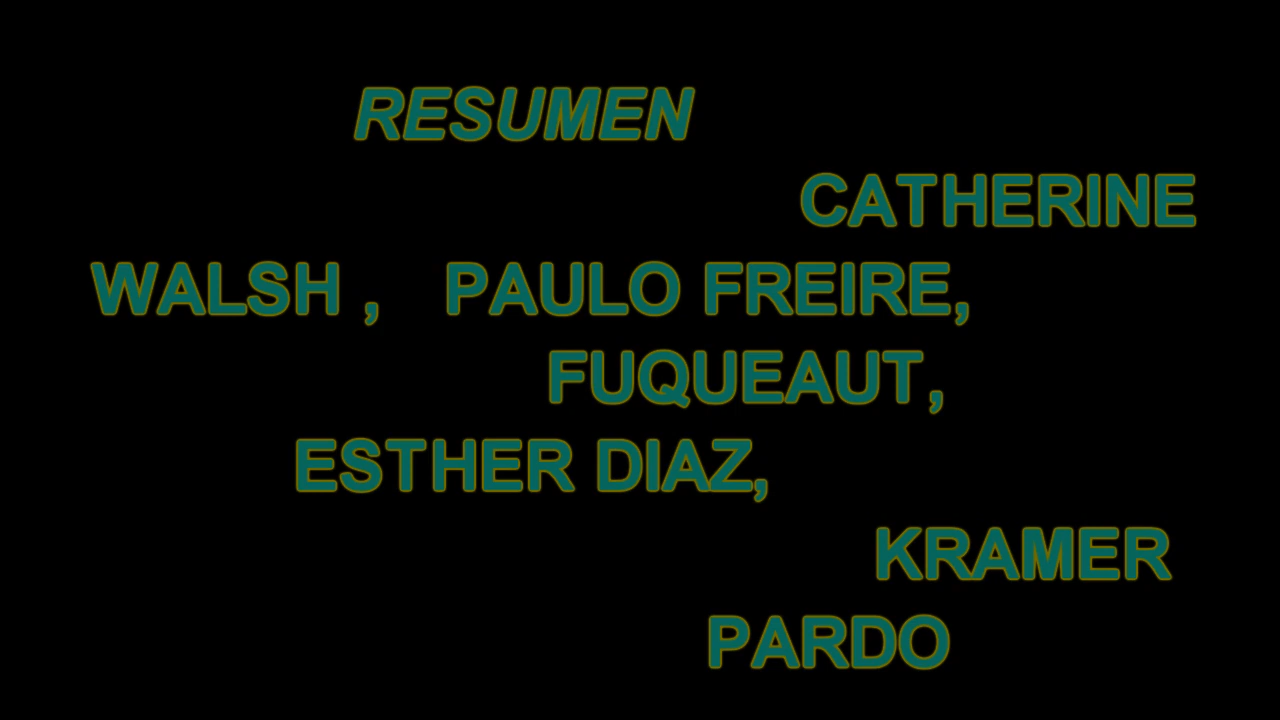 RESUMEN
CATHERINE
WALSH , PAULO FREIRE,
FUQUEAUT,
ESTHER DIAZ,
KRAMER
PARDO